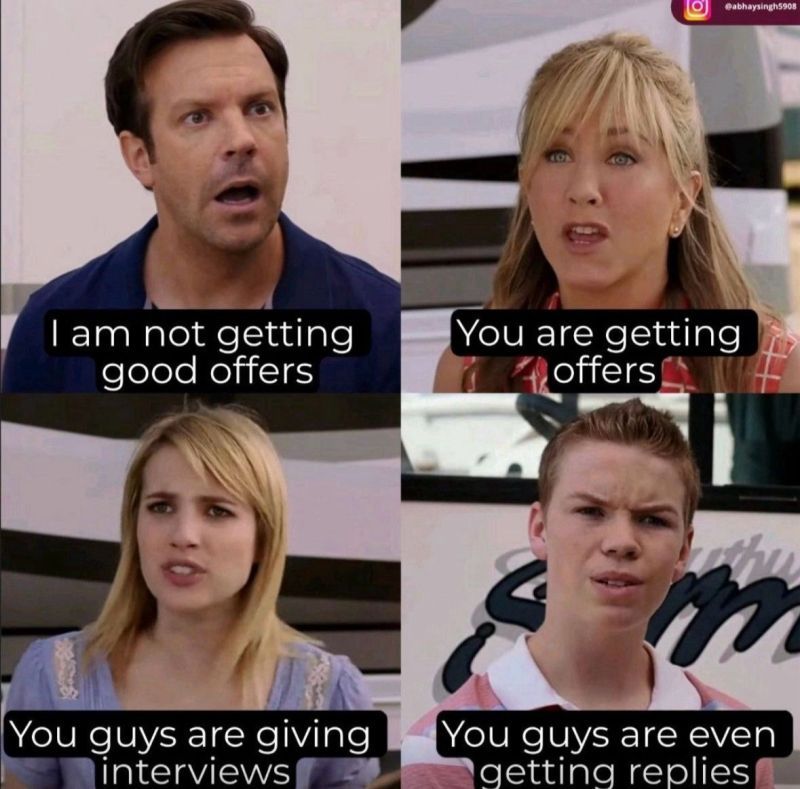 @abhaysingh5908
I am not getting
good offers
You are getting
offers
You guys are giving
interviews
You guys are even
getting replies